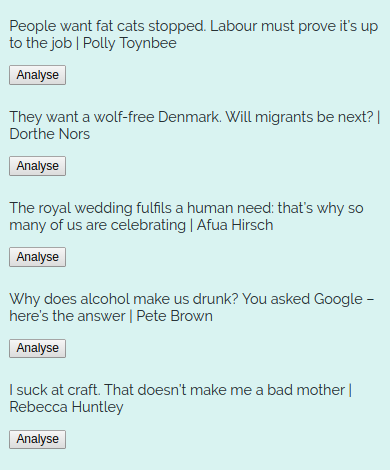 People want fat cats stopped. Labour must prove it's up
to the job | Polly Toynbee
Analyse
They want a wolf-free Denmark. Will migrants be next? |
Dorthe Nors
Analyse
The royal wedding fulfils a human need: that's why so
many of us are celebrating | Afua Hirsch
Analyse
Why does alcohol make us drunk? You asked Google –
here's the answer | Pete Brown
Analyse
I suck at craft. That doesn't make me a bad mother |
Rebecca Huntley
Analyse